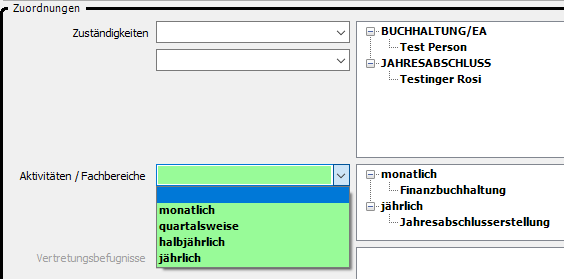 Zuordnungen
Zuständigkeiten
BUCHHALTUNG/EA
Test Person
JAHRESABSCHLUSS
Testinger Rosi
Aktivitäten / Fachbereiche
monatlich
quartalsweise
halbjährlich
jährlich
monatlich
Finanzbuchhaltung
jährlich
Jahresabschlusserstellung
Vertretungsbefugnisse